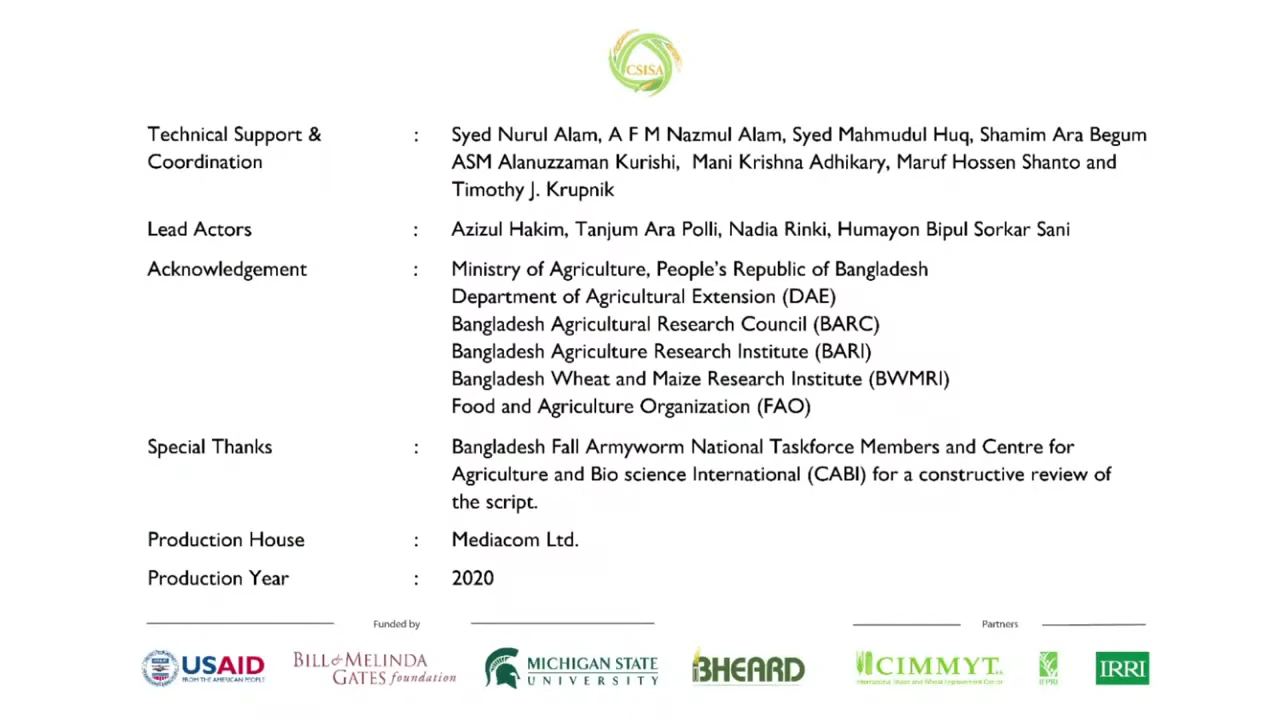 CSISA
Technical Support & : Syed Nurul Alam, A F M Nazmul Alam, Syed Mahmudul Huq, Shamim Ara Begum
Coordination ASM Alanuzzaman Kurishi, Mani Krishna Adhikary, Maruf Hossen Shanto and
Timothy J. Krupnik
Lead Actors : Azizul Hakim, Tanjum Ara Polli, Nadia Rinki, Humayon Bipul Sorkar Sani
Acknowledgement : Ministry of Agriculture, People's Republic of Bangladesh
Department of Agricultural Extension (DAE)
Bangladesh Agricultural Research Council (BARC)
Bangladesh Agriculture Research Institute (BARI)
Bangladesh Wheat and Maize Research Institute (BWMRI)
Food and Agriculture Organization (FAO)
Special Thanks : Bangladesh Fall Armyworm National Taskforce Members and Centre for
Agriculture and Bio science International (CABI) for a constructive review of
the script.
Production House : Mediacom Ltd.
Production Year : 2020
Funded by Partners
USAID
FROM THE AMERICAN PEOPLE
BILL & MELINDA
GATES foundation
MICHIGAN STATE
UNIVERSITY
BHEARD
CIMMYT
International Maize and Wheat Improvement Center
IFPRI
IRRI